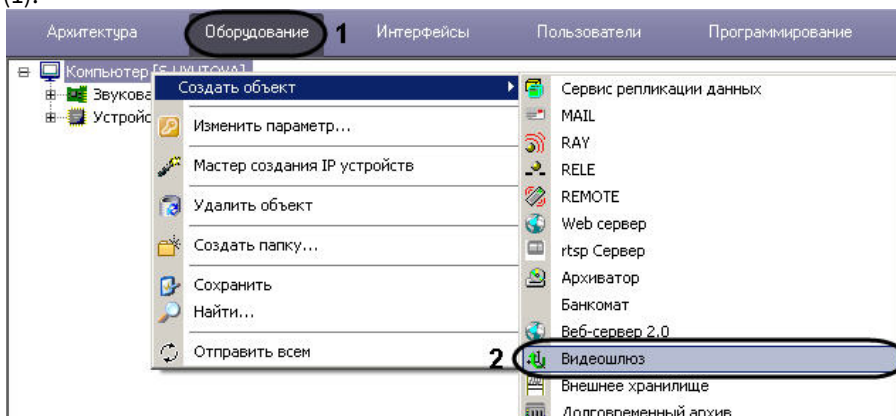 (1).
Архитектура Оборудование 1 Интерфейсы Пользователи Программирование
Компьютер
Создать объект
Изменить параметр...
Мастер создания IP устройств
Удалить объект
Создать папку...
Сохранить
Найти...
Отправить всем
Сервис репликации данных
MAIL
RAY
RELE
REMOTE
Web сервер
rtsp Сервер
Архиватор
Банкомат
Веб-сервер 2.0
2 Видеошлюз
Внешнее хранилище
Долговременный архив